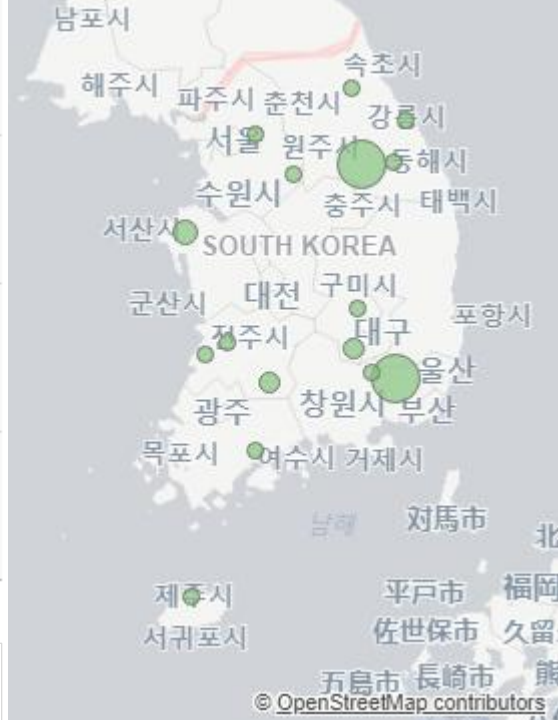 남포시
속초시
해주시
파주시 춘천시
강릉시
서울 원주시
동해시
수원시
충주시 태백시
서산시
SOUTH KOREA
대전 구미시
군산시
포항시
전주시 대구
울산
광주 창원시 부산
목포시 여수시 거제시
남해
対馬市
北
제주시 平戸市 福岡
서귀포시 佐世保市 久留
五島市 長崎市 熊
© OpenStreetMap contributors